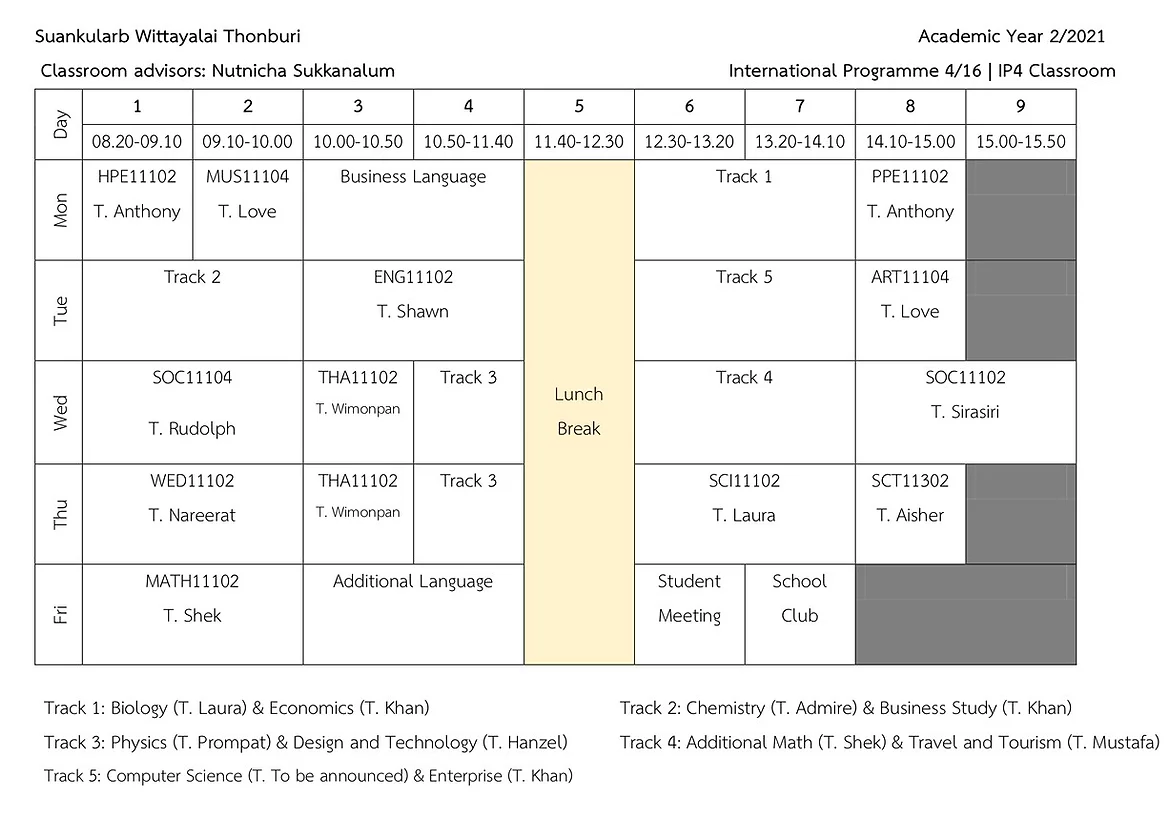 Suankularb Wittayalai Thonburi
Academic Year 2/2021
Classroom advisors: Nutnicha Sukkanalum
International Programme 4/16 | IP4 Classroom
Day
1 2 3 4 5 6 7 8 9
08.20-09.10 09.10-10.00 10.00-10.50 10.50-11.40 11.40-12.30 12.30-13.20 13.20-14.10 14.10-15.00 15.00-15.50
Mon
HPE11102 MUS11104 Business Language Track 1 PPE11102
T. Anthony T. Love T. Anthony
Tue
Track 2 ENG11102 Track 5 ART11104
T. Shawn T. Love
Wed
SOC11104 THA11102 Track 3 Track 4 SOC11102
T. Rudolph T. Wimonpan T. Sirasiri
Lunch
Break
Thu
WED11102 THA11102 Track 3 SCI11102 SCT11302
T. Nareerat T. Wimonpan T. Laura T. Aisher
Fri
MATH11102 Additional Language Student School
T. Shek Meeting Club
Track 1: Biology (T. Laura) & Economics (T. Khan)
Track 2: Chemistry (T. Admire) & Business Study (T. Khan)
Track 3: Physics (T. Prompat) & Design and Technology (T. Hanzel)
Track 4: Additional Math (T. Shek) & Travel and Tourism (T. Mustafa)
Track 5: Computer Science (T. To be announced) & Enterprise (T. Khan)